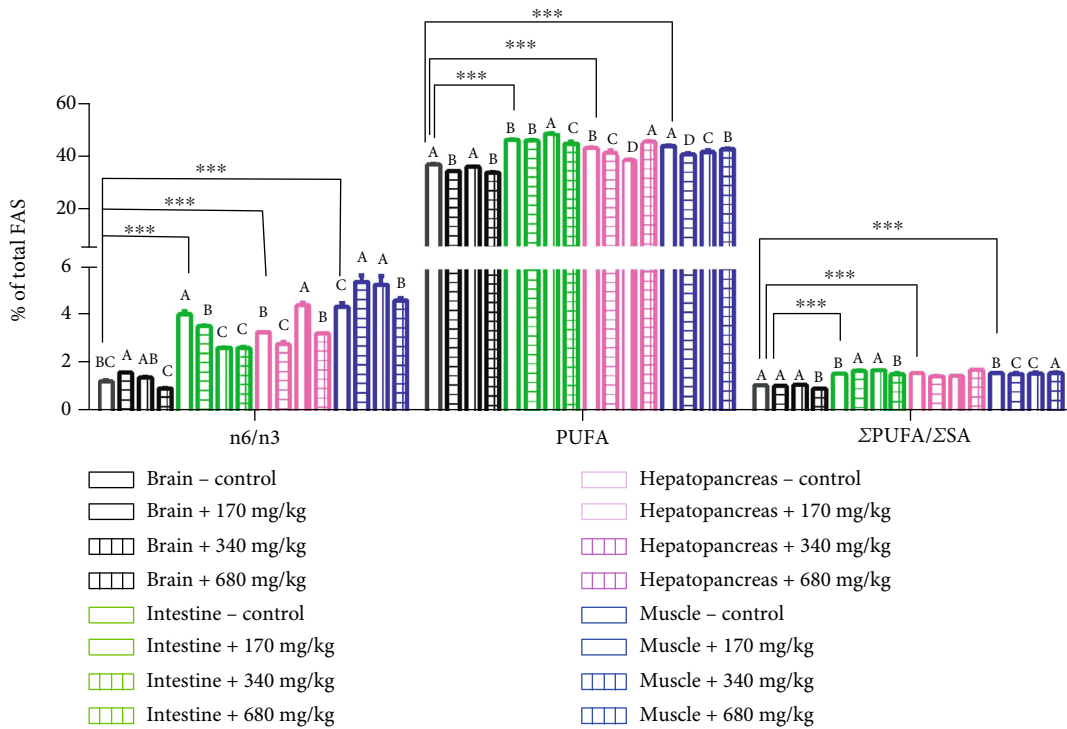 % of total FAS
60
40
20
6
4
2
0
*** *** ***
*** *** ***
*** *** ***
BC A AB C A B C C B C A B C A A B
A B A B B B A C B C D A A D C B
A A A B B A A B B C C A
n6/n3 PUFA ΣPUFA/ΣSA
Brain – control
Brain + 170 mg/kg
Brain + 340 mg/kg
Brain + 680 mg/kg
Intestine – control
Intestine + 170 mg/kg
Intestine + 340 mg/kg
Intestine + 680 mg/kg
Hepatopancreas – control
Hepatopancreas + 170 mg/kg
Hepatopancreas + 340 mg/kg
Hepatopancreas + 680 mg/kg
Muscle – control
Muscle + 170 mg/kg
Muscle + 340 mg/kg
Muscle + 680 mg/kg